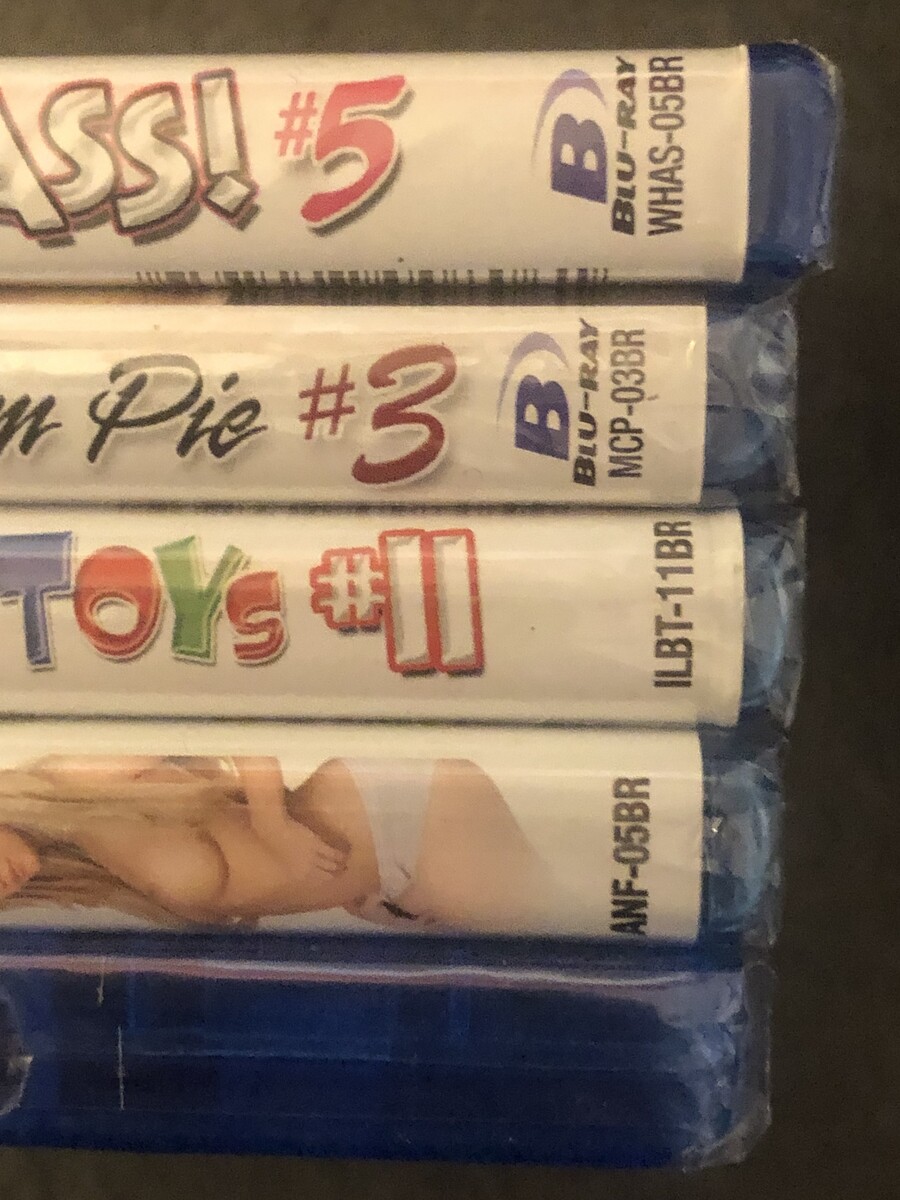 ASS! #5
B
BLU-RAY
WHAS-05BR
Pie #3
B
BLU-RAY
MCP-03BR
TOYS #11
ILBT-11BR
ANF-05BR